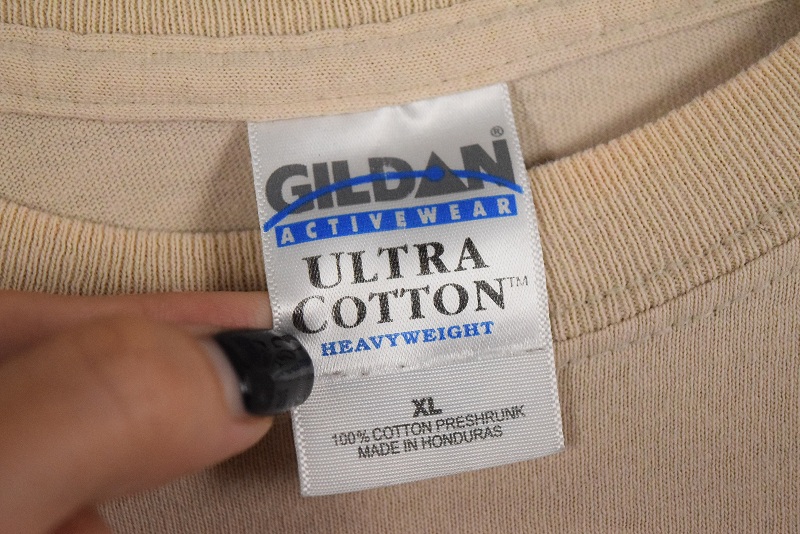 GILDAN®
ACTIVEWEAR
ULTRA
COTTON™
HEAVYWEIGHT
XL
100% COTTON PRESHRUNK
MADE IN HONDURAS